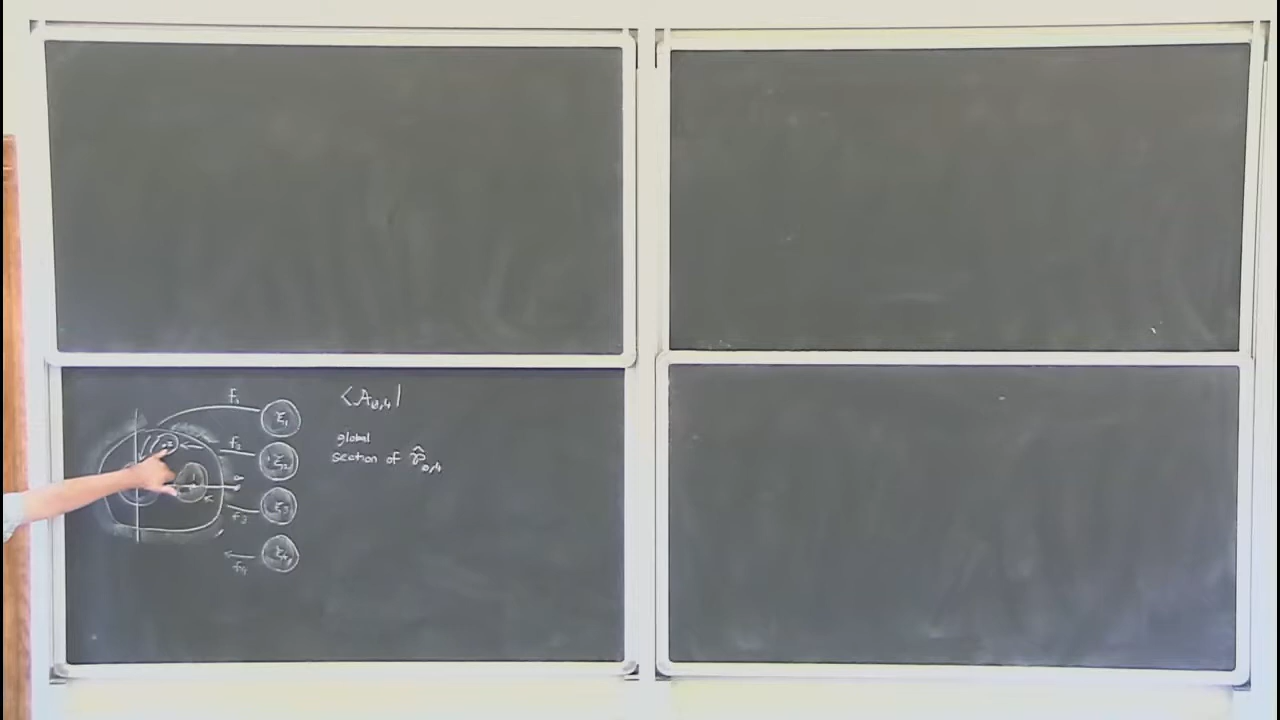 f₁ ξ₁ ⟨A₀,₄|
global
f₂ ξ₂ section of P̂₀,₄
f₃ ξ₃
f₄ ξ₄